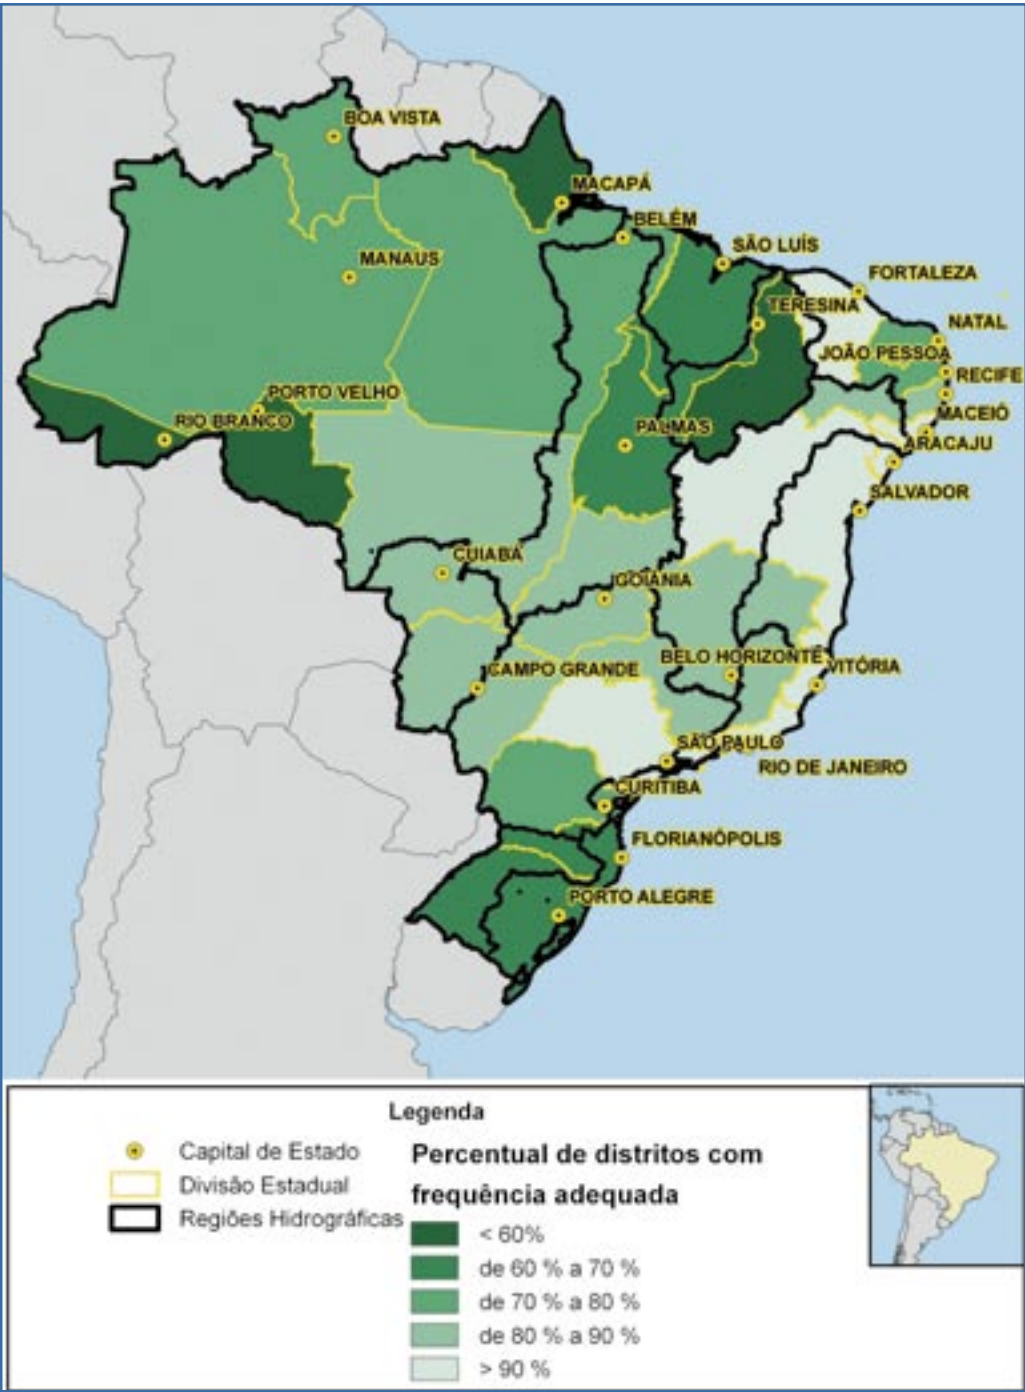 BOA VISTA
MACAPÁ
BELÉM
SÃO LUÍS
MANAUS
FORTALEZA
TERESINA
NATAL
JOÃO PESSOA
RECIFE
PORTO VELHO
RIO BRANCO
MACEIÓ
PALMAS
ARACAJU
SALVADOR
CUIABÁ
GOIÂNIA
BELO HORIZONTE
VITÓRIA
CAMPO GRANDE
SÃO PAULO
RIO DE JANEIRO
CURITIBA
FLORIANÓPOLIS
PORTO ALEGRE
Legenda
Capital de Estado
Divisão Estadual
Regiões Hidrográficas
Percentual de distritos com
frequência adequada
< 60%
de 60 % a 70 %
de 70 % a 80 %
de 80 % a 90 %
> 90 %